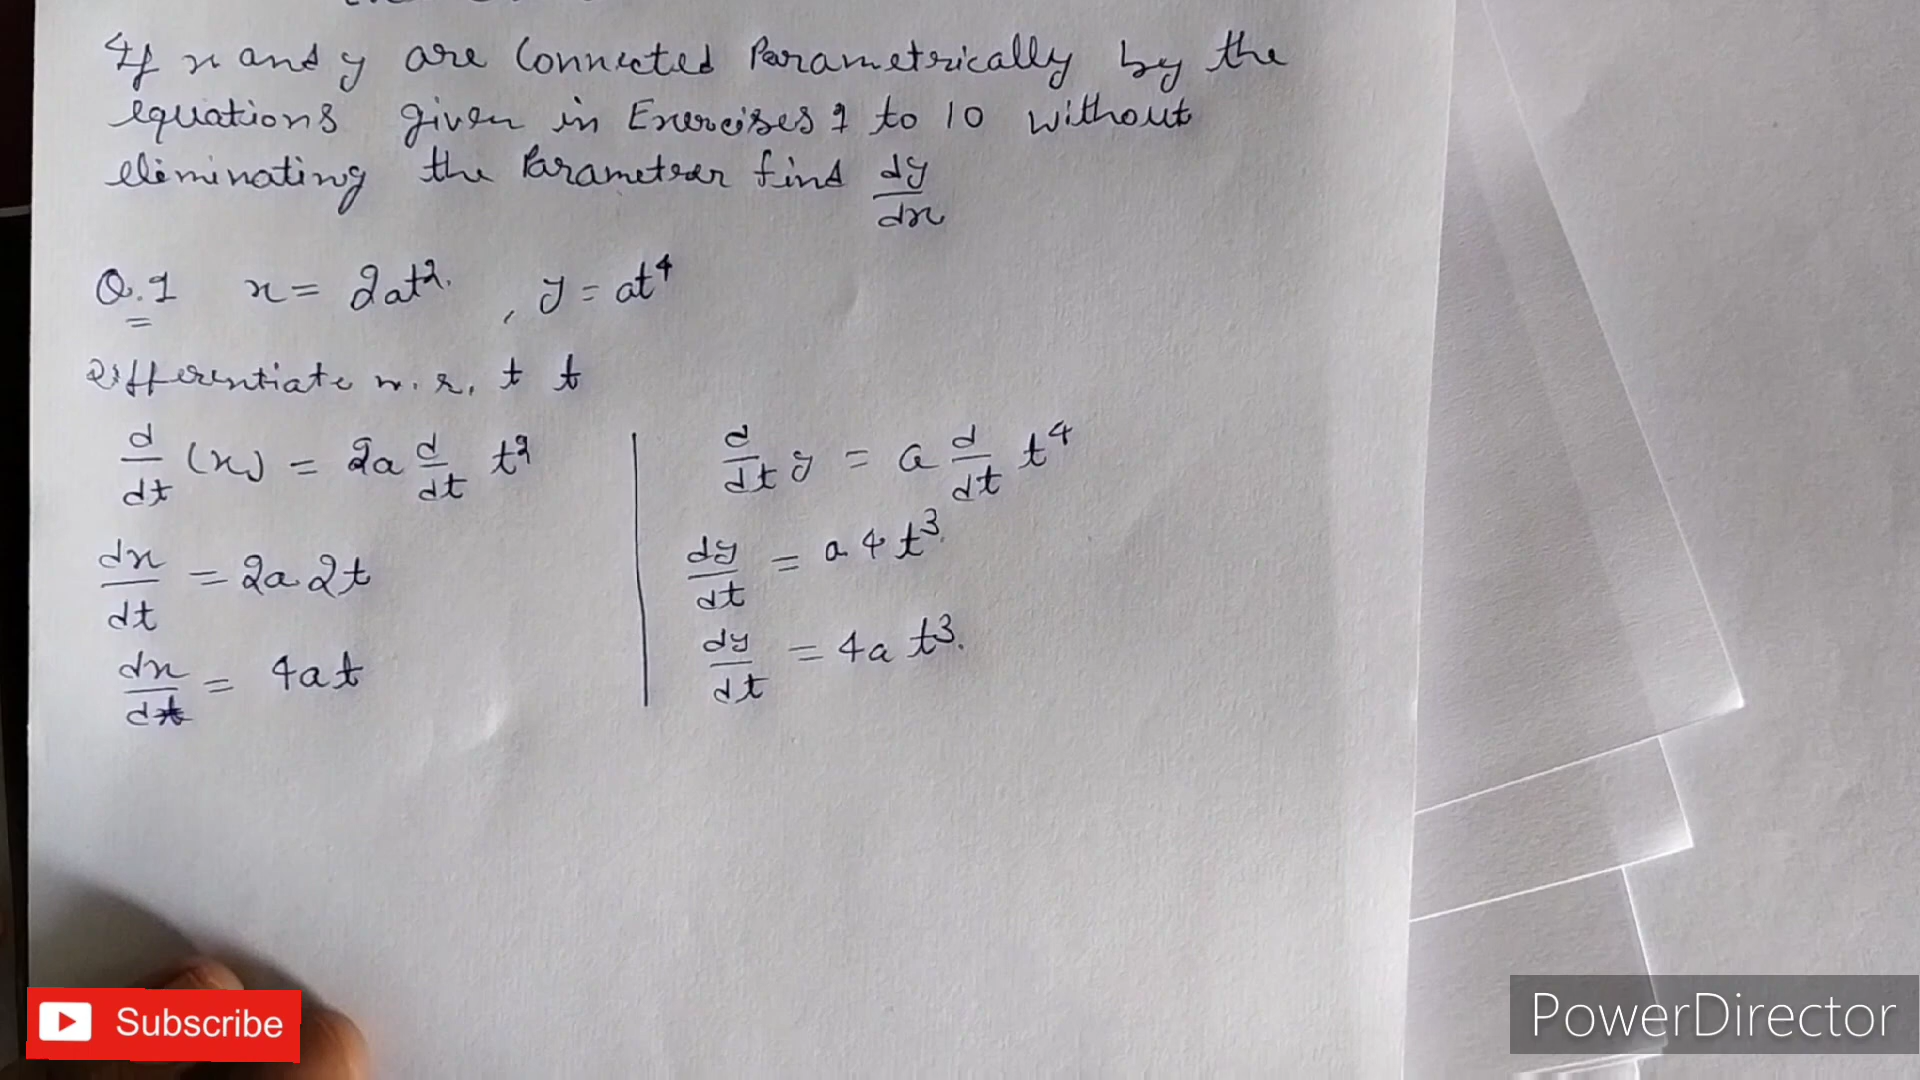 If x and y are Connected Parametrically by the
equations given in Exercises 1 to 10 without
eliminating the Parameter find dy/dx
Q.1 x = 2at², y = at⁴
Differentiate w.r.t t
d/dt (x) = 2a d/dt t²
dx/dt = 2a 2t
dx/dt = 4at
d/dt y = a d/dt t⁴
dy/dt = a 4 t³
dy/dt = 4a t³.
Subscribe
PowerDirector